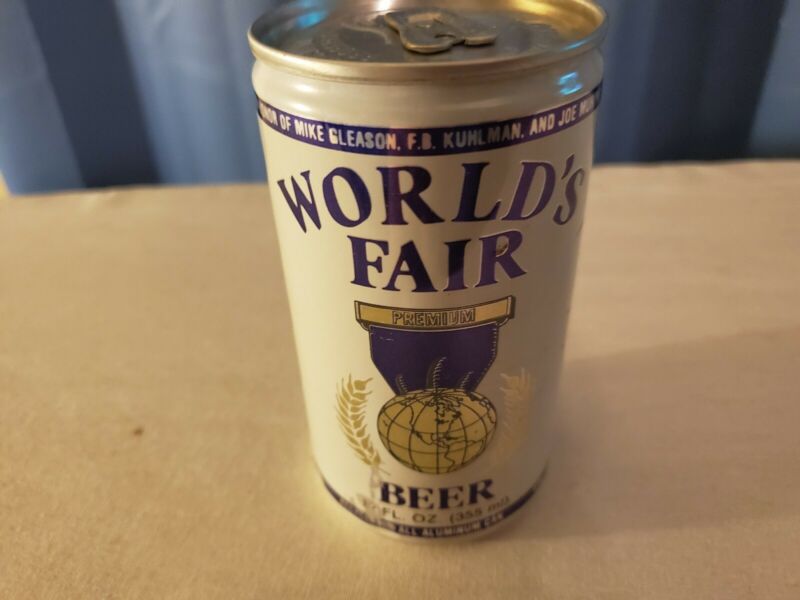 OF MIKE GLEASON, F.B. KUHLMAN, AND JOE
WORLD'S
FAIR
PREMIUM
BEER
FL. OZ (355 ml)
ALL ALUMINUM CAN